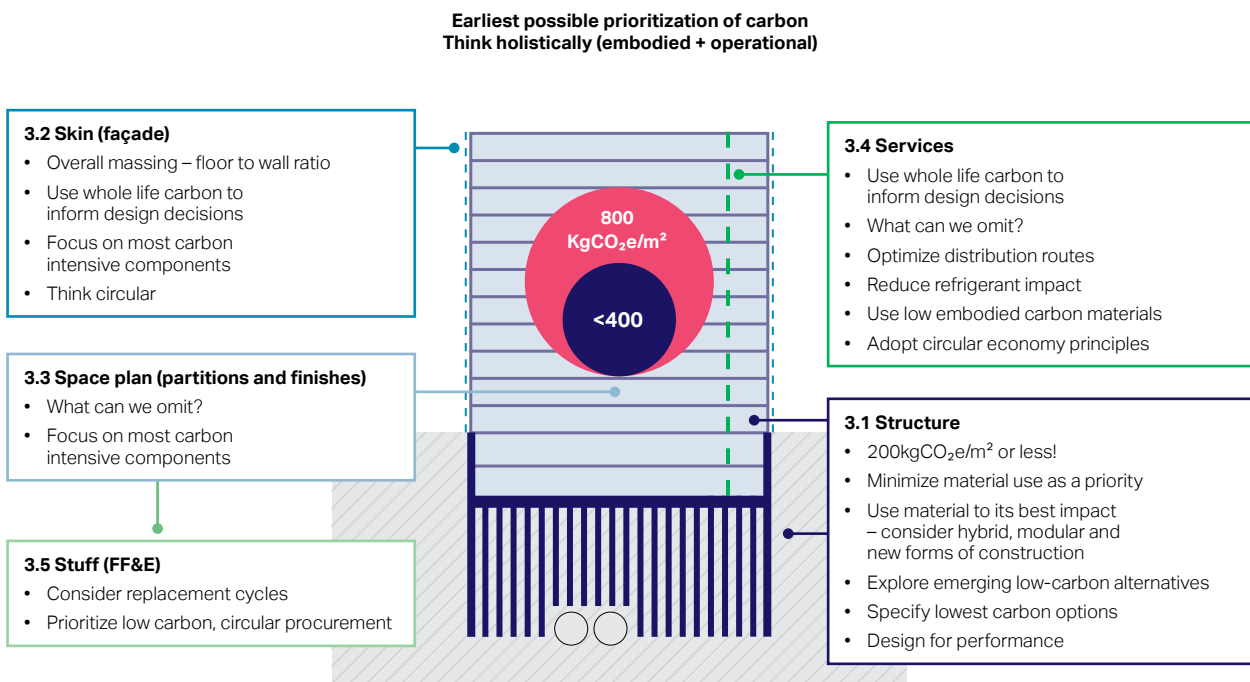 Earliest possible prioritization of carbon
Think holistically (embodied + operational)
3.2 Skin (façade)
• Overall massing – floor to wall ratio
• Use whole life carbon to
inform design decisions
• Focus on most carbon
intensive components
• Think circular
3.3 Space plan (partitions and finishes)
• What can we omit?
• Focus on most carbon
intensive components
3.5 Stuff (FF&E)
• Consider replacement cycles
• Prioritize low carbon, circular procurement
800
KgCO₂e/m²
<400
3.4 Services
• Use whole life carbon to
inform design decisions
• What can we omit?
• Optimize distribution routes
• Reduce refrigerant impact
• Use low embodied carbon materials
• Adopt circular economy principles
3.1 Structure
• 200kgCO₂e/m² or less!
• Minimize material use as a priority
• Use material to its best impact
– consider hybrid, modular and
new forms of construction
• Explore emerging low-carbon alternatives
• Specify lowest carbon options
• Design for performance